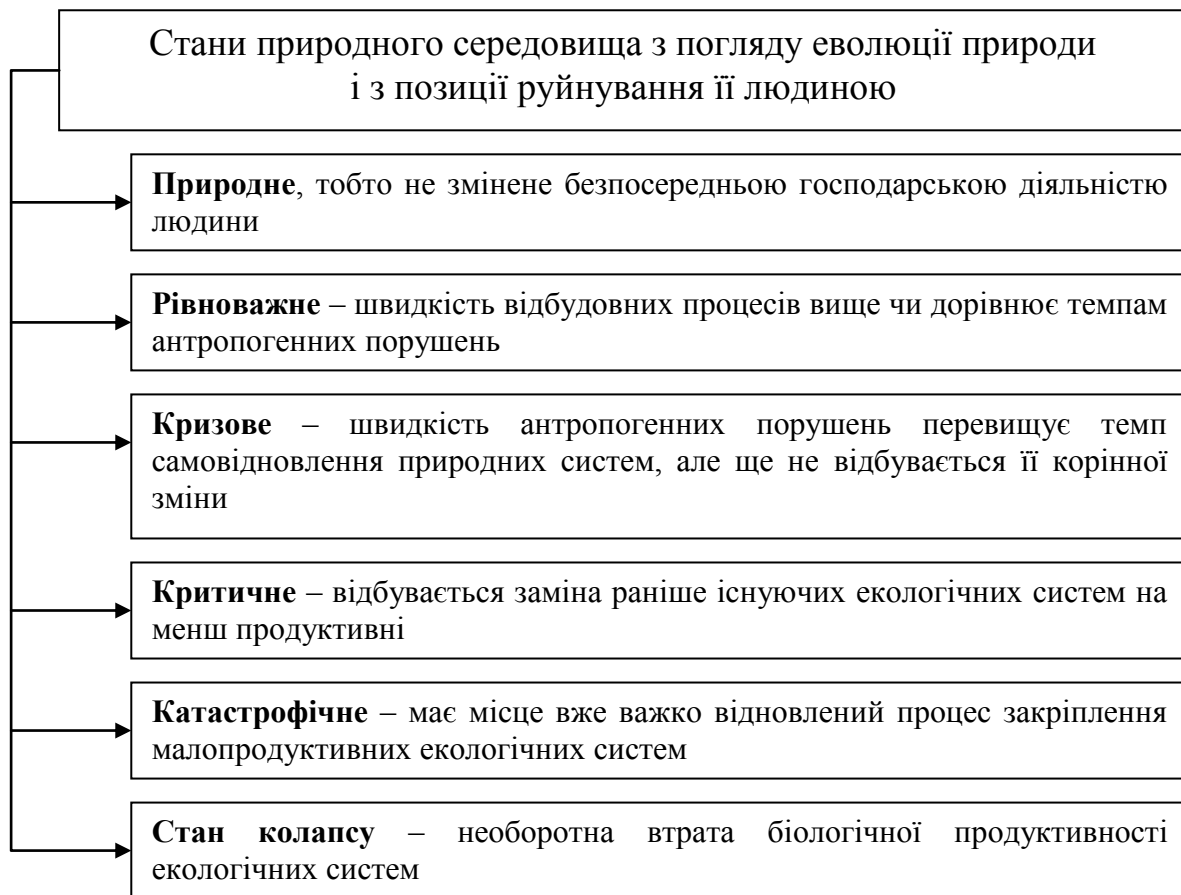 Стани природного середовища з погляду еволюції природи
і з позиції руйнування її людиною
Природне, тобто не змінене безпосередньою господарською діяльністю
людини
Рівноважне – швидкість відбудовних процесів вище чи дорівнює темпам
антропогенних порушень
Кризове – швидкість антропогенних порушень перевищує темп
самовідновлення природних систем, але ще не відбувається її корінної
зміни
Критичне – відбувається заміна раніше існуючих екологічних систем на
менш продуктивні
Катастрофічне – має місце вже важко відновлений процес закріплення
малопродуктивних екологічних систем
Стан колапсу – необоротна втрата біологічної продуктивності
екологічних систем